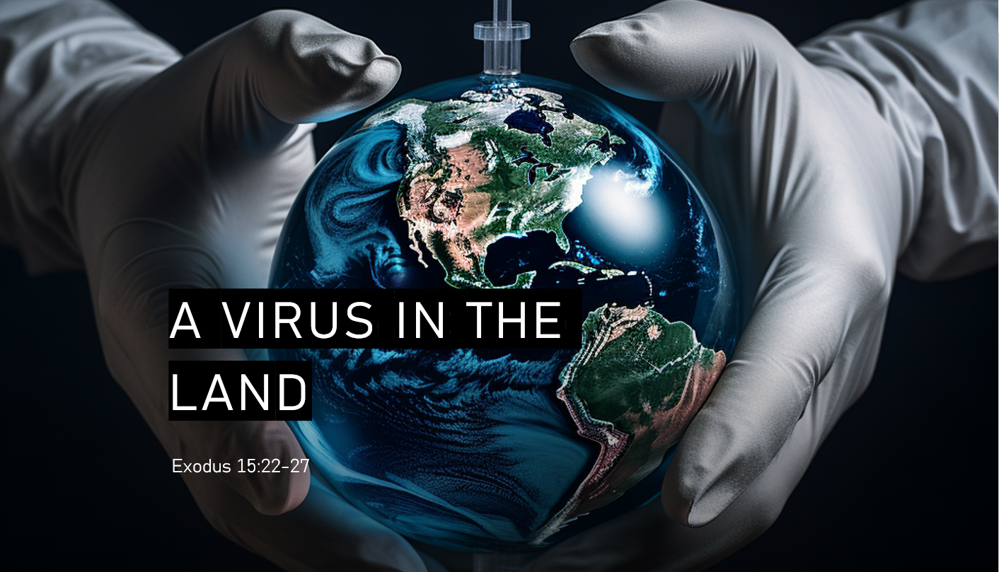 A VIRUS IN THE
LAND
Exodus 15:22-27